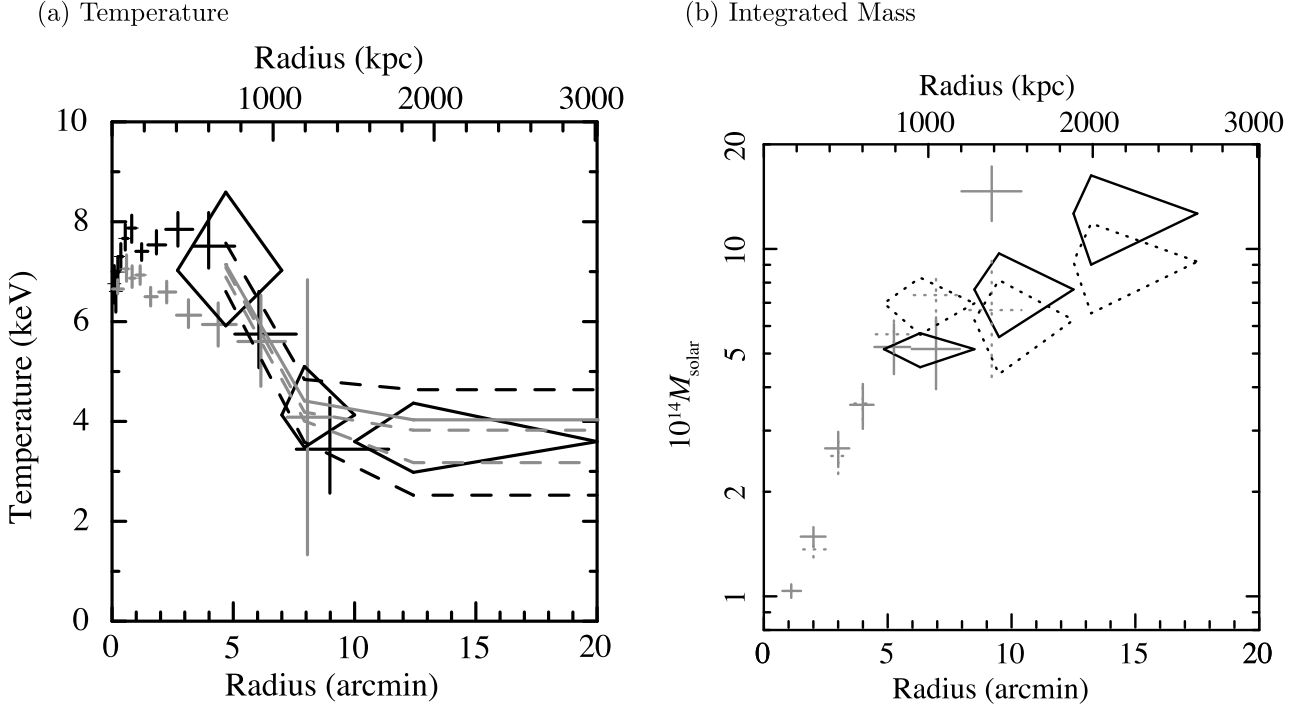 (a) Temperature
Radius (kpc)
1000 2000 3000
10
8
6
4
2
0
Temperature (keV)
0 5 10 15 20
Radius (arcmin)
(b) Integrated Mass
Radius (kpc)
1000 2000 3000
20
10
5
2
1
10¹⁴M solar
0 5 10 15 20
Radius (arcmin)